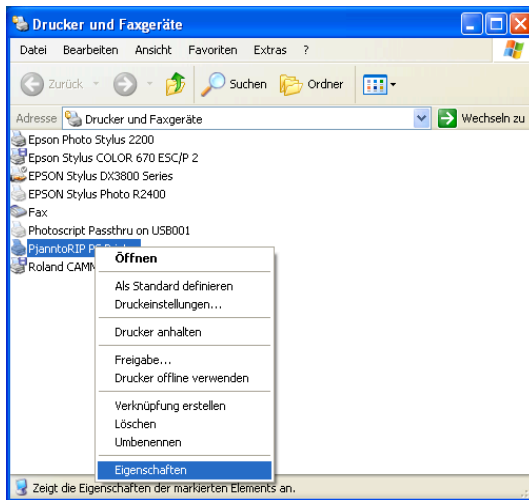 Drucker und Faxgeräte
Datei Bearbeiten Ansicht Favoriten Extras ?
Zurück Suchen Ordner
Adresse Drucker und Faxgeräte Wechseln zu
Epson Photo Stylus 2200
Epson Stylus COLOR 670 ESC/P 2
EPSON Stylus DX3800 Series
EPSON Stylus Photo R2400
Fax
Photoscript Passthru on USB001
PjanntoRIP
Roland CAMM
Öffnen
Als Standard definieren
Druckeinstellungen...
Drucker anhalten
Freigabe...
Drucker offline verwenden
Verknüpfung erstellen
Löschen
Umbenennen
Eigenschaften
Zeigt die Eigenschaften der markierten Elements an.